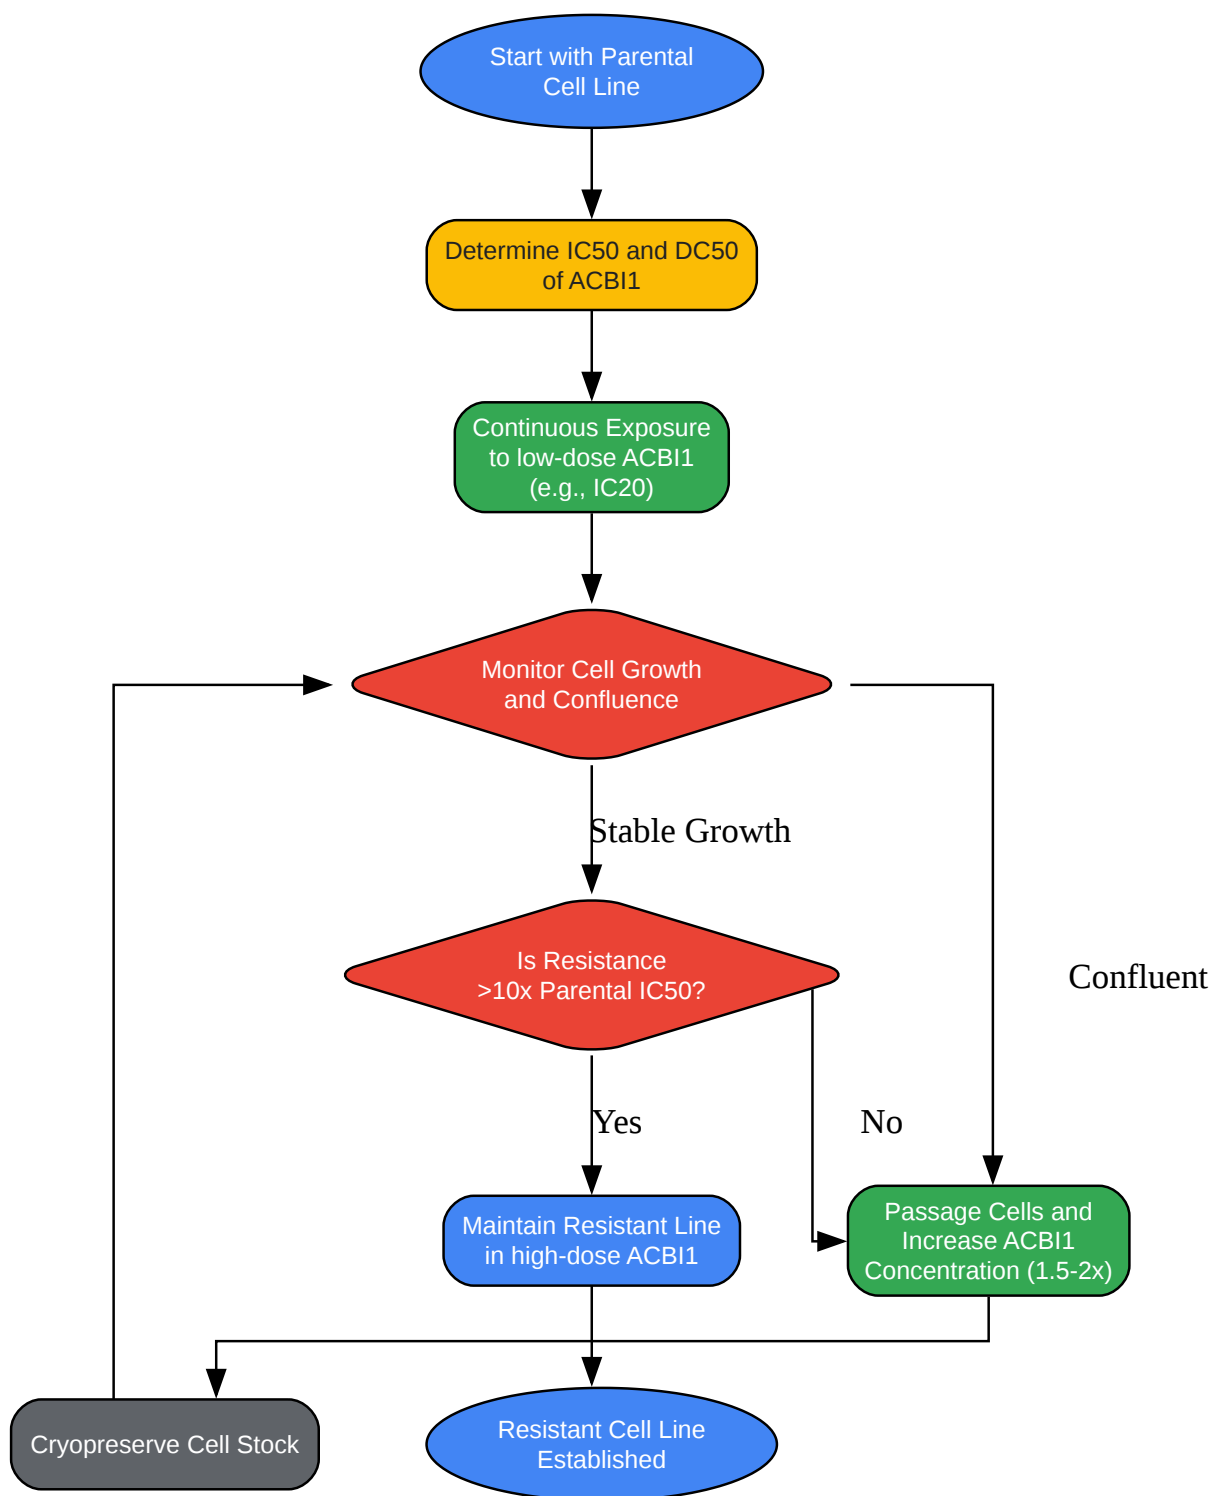 Start with Parental
Cell Line
Determine IC50 and DC50
of ACBI1
Continuous Exposure
to low-dose ACBI1
(e.g., IC20)
Monitor Cell Growth
and Confluence
Stable Growth
Is Resistance
>10x Parental IC50?
Confluent
Yes
No
Maintain Resistant Line
in high-dose ACBI1
Passage Cells and
Increase ACBI1
Concentration (1.5-2x)
Cryopreserve Cell Stock
Resistant Cell Line
Established